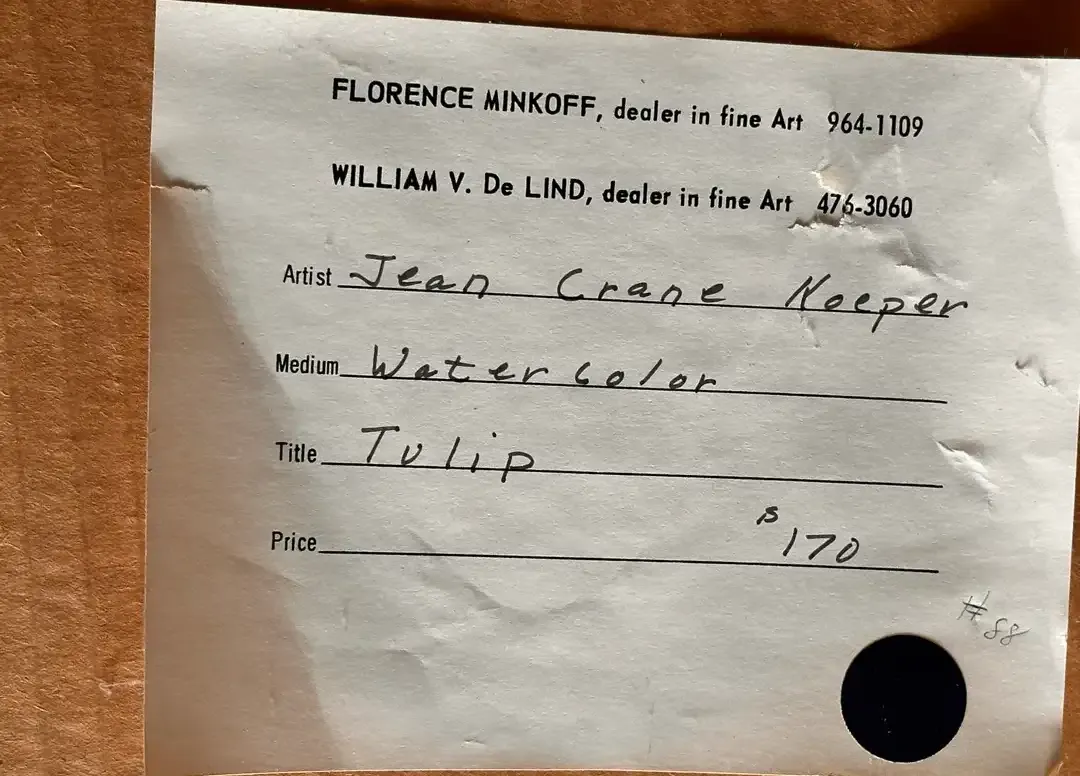 FLORENCE MINKOFF, dealer in fine Art 964-1109
WILLIAM V. De LIND, dealer in fine Art 476-3060
Artist Jean Crane Koeper
Medium Watercolor
Title Tulip
Price $170
#88